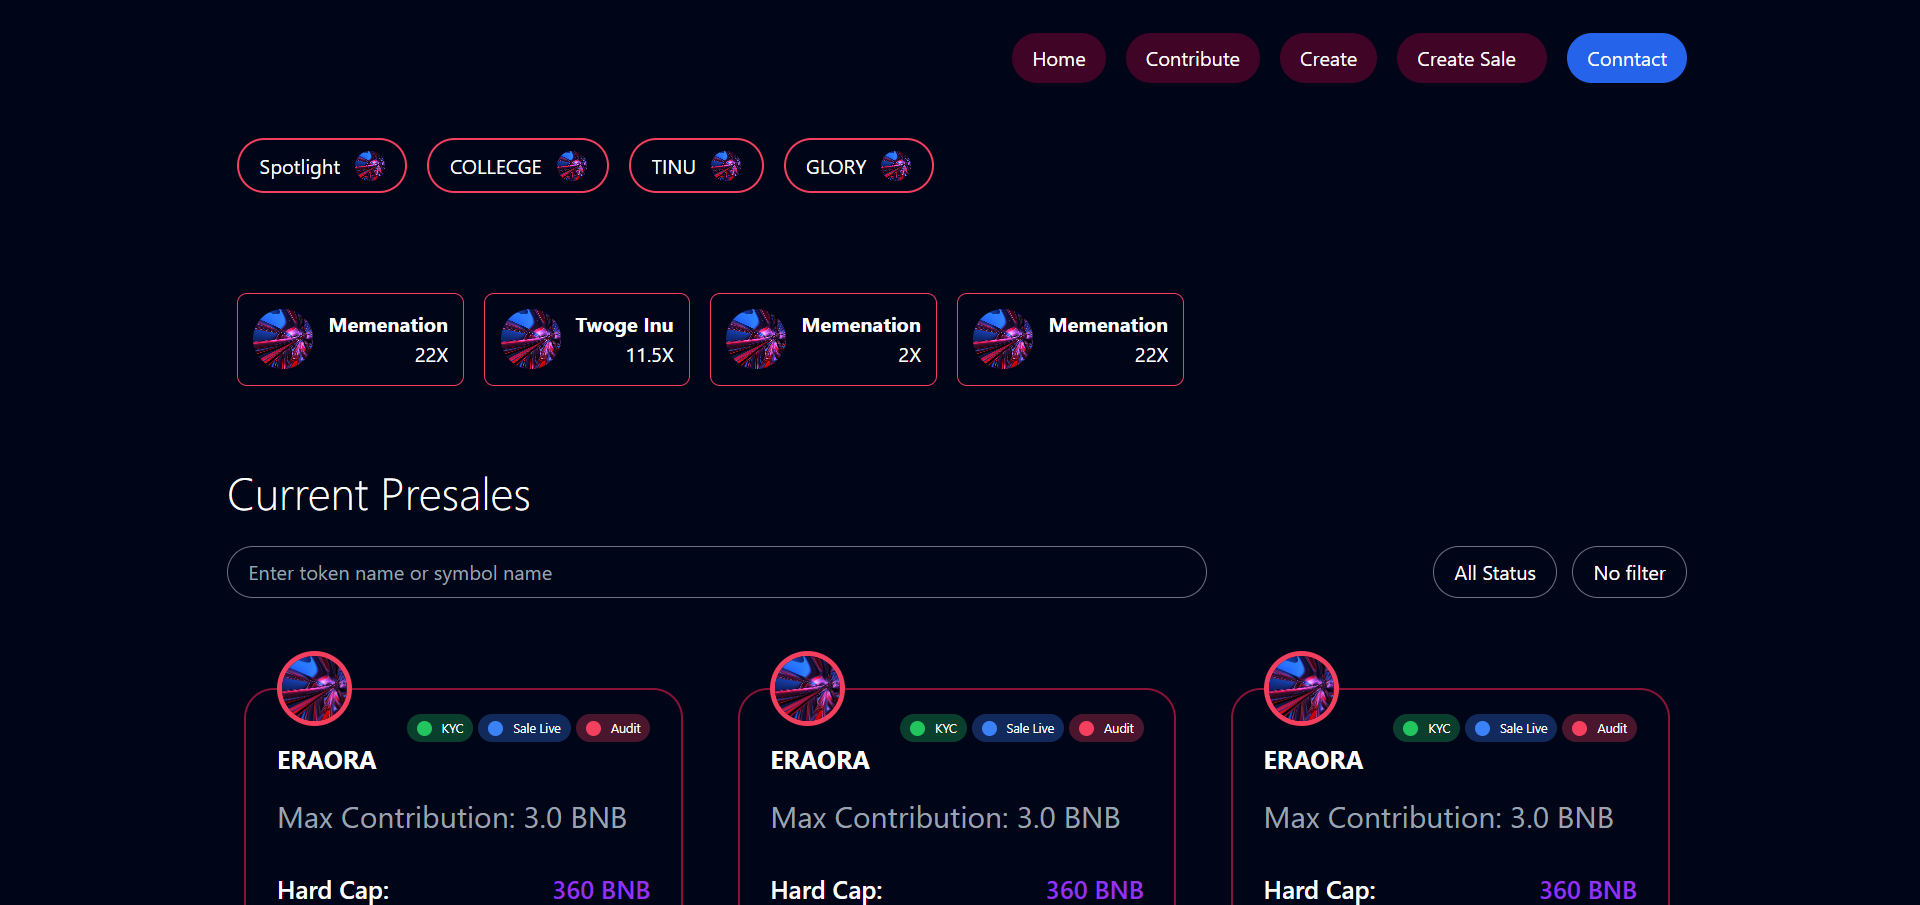 Home Contribute Create Create Sale Conntact
Spotlight COLLECGE TINU GLORY
Memenation Twoge Inu Memenation Memenation
22X 11.5X 2X 22X
Current Presales
Enter token name or symbol name All Status No filter
KYC Sale Live Audit KYC Sale Live Audit KYC Sale Live Audit
ERAORA ERAORA ERAORA
Max Contribution: 3.0 BNB Max Contribution: 3.0 BNB Max Contribution: 3.0 BNB
Hard Cap: 360 BNB Hard Cap: 360 BNB Hard Cap: 360 BNB